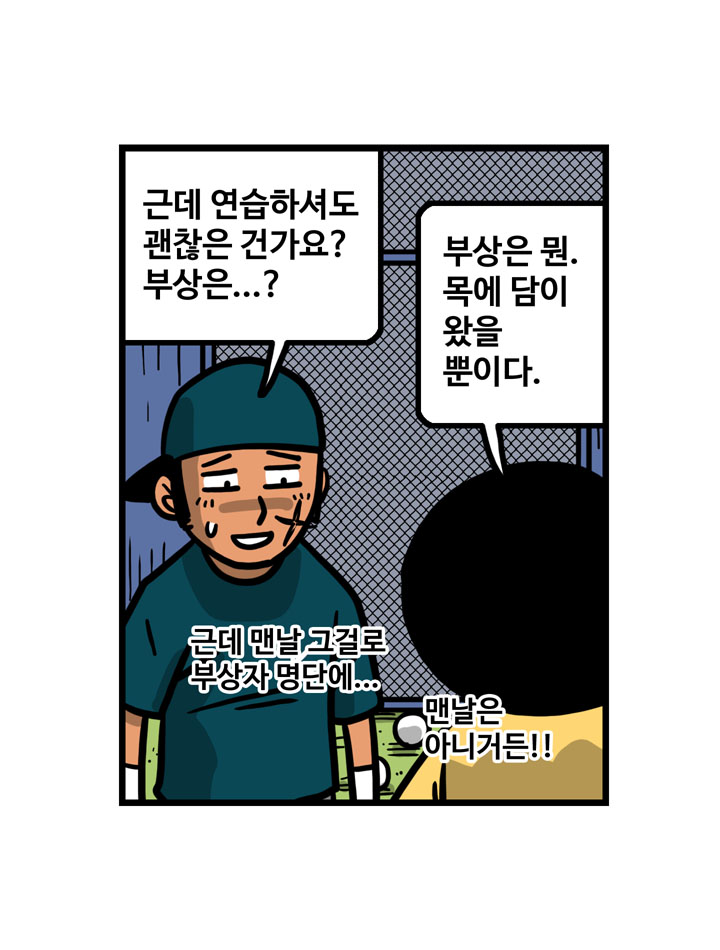 근데 연습하셔도
괜찮은 건가요?
부상은...?
부상은 뭔.
목에 담이
왔을
뿐이다.
근데 맨날 그걸로
부상자 명단에...
맨날은
아니거든!!